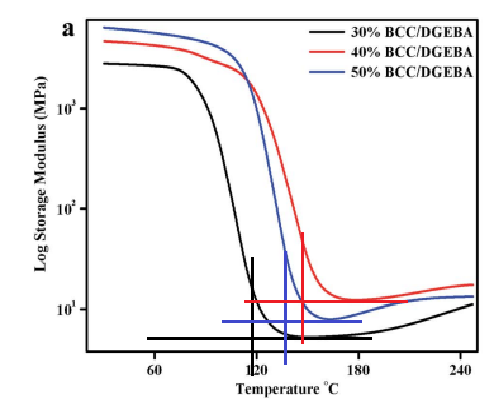 a
30% BCC/DGEBA
40% BCC/DGEBA
50% BCC/DGEBA
Log Storage Modulus (MPa)
10³
10²
10¹
60
120
180
240
Temperature °C